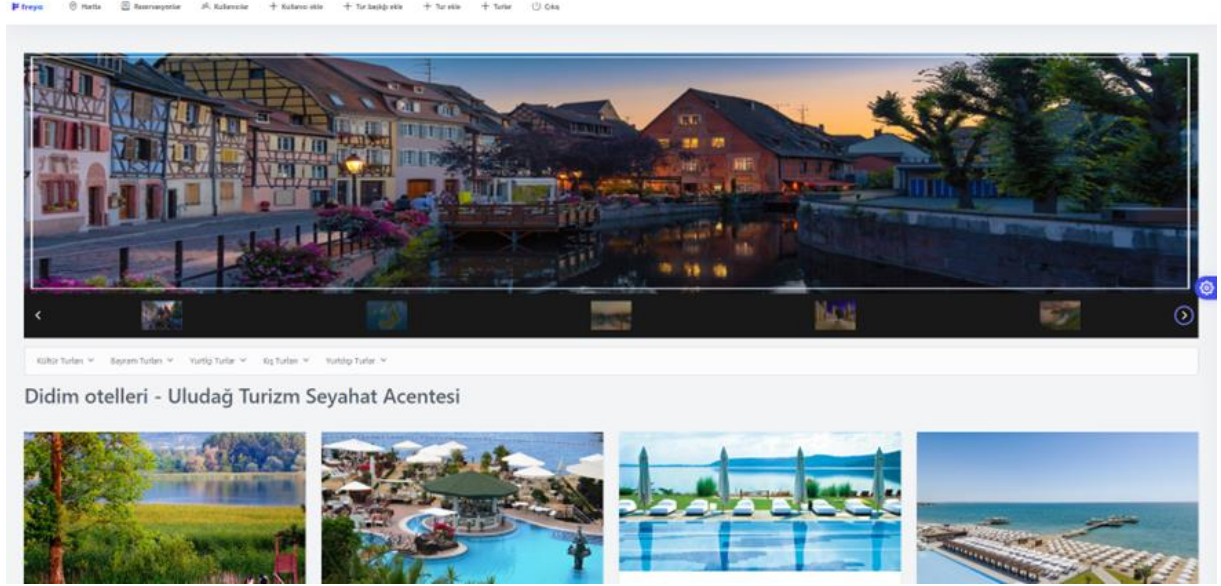 freya Harita Rezervasyonlar Kullanıcılar + Kullanıcı ekle + Tur başlığı ekle + Tur ekle + Turlar Çıkış
Kültür Turları Bayram Turları Yurtiçi Turlar Kış Turları Yurtdışı Turlar
Didim otelleri - Uludağ Turizm Seyahat Acentesi